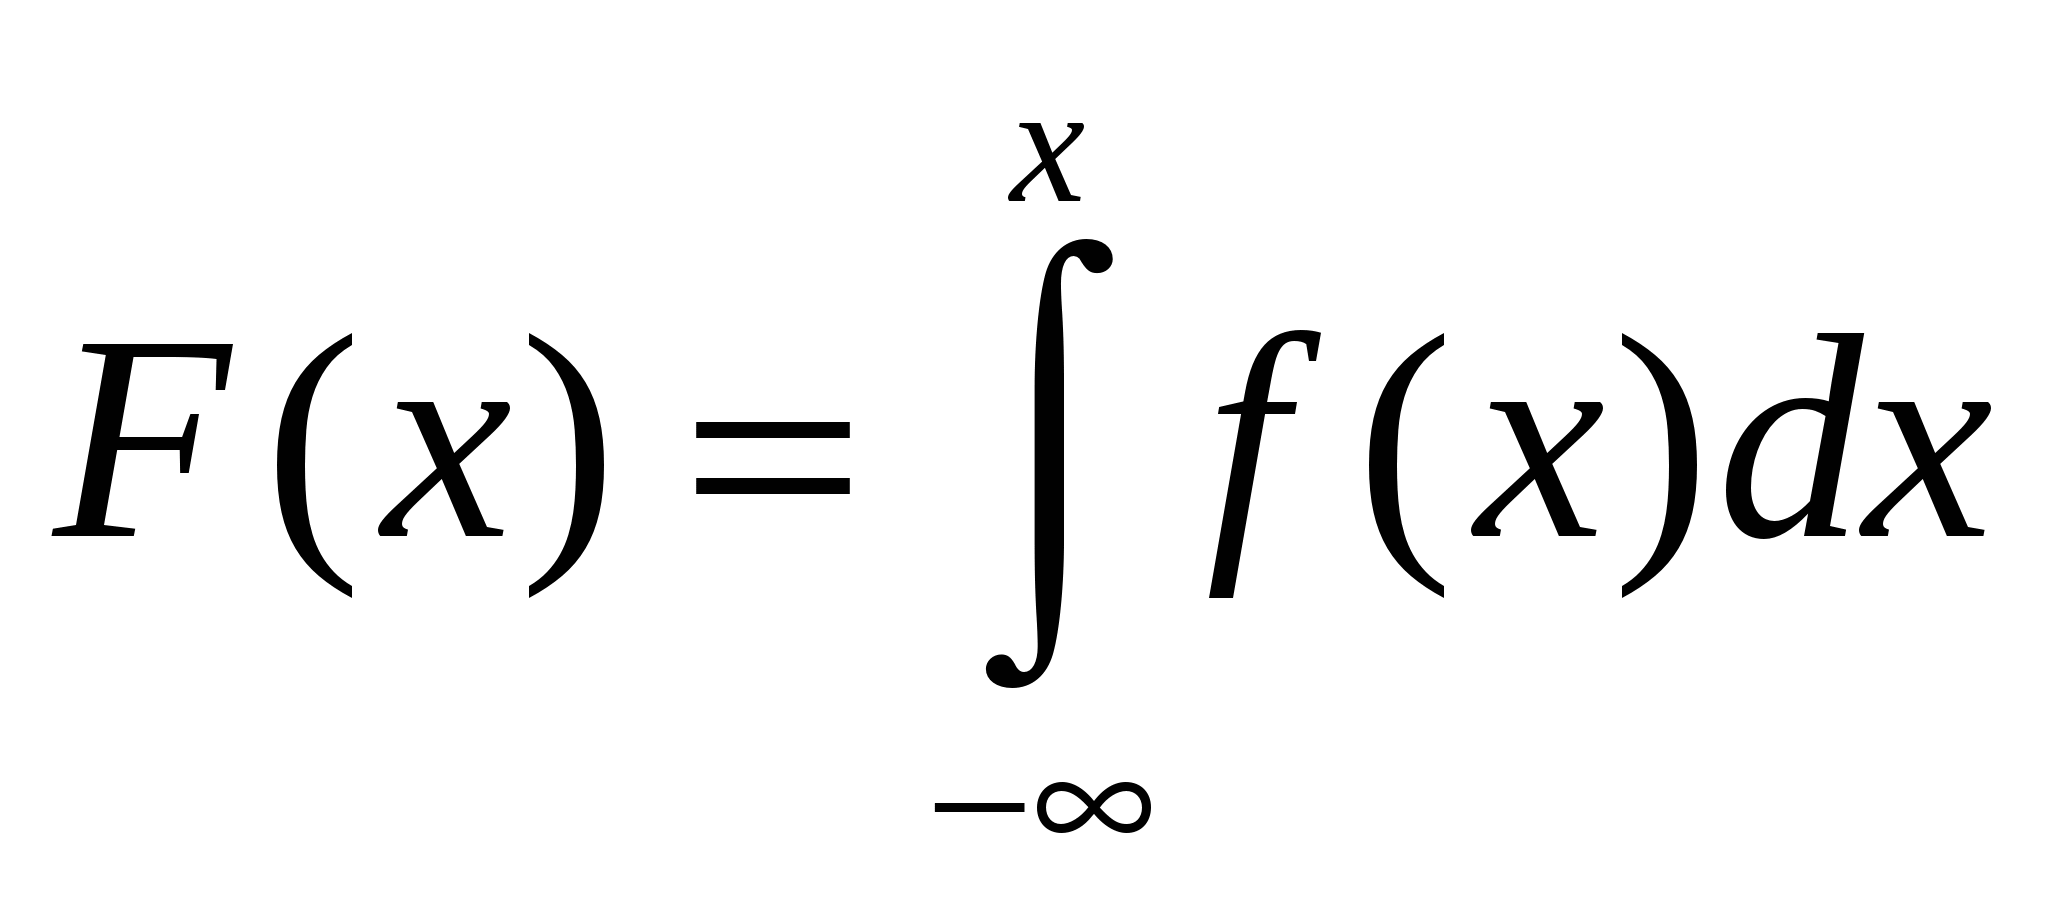 F(x) = ∫_{-∞}^{x} f(x)dx